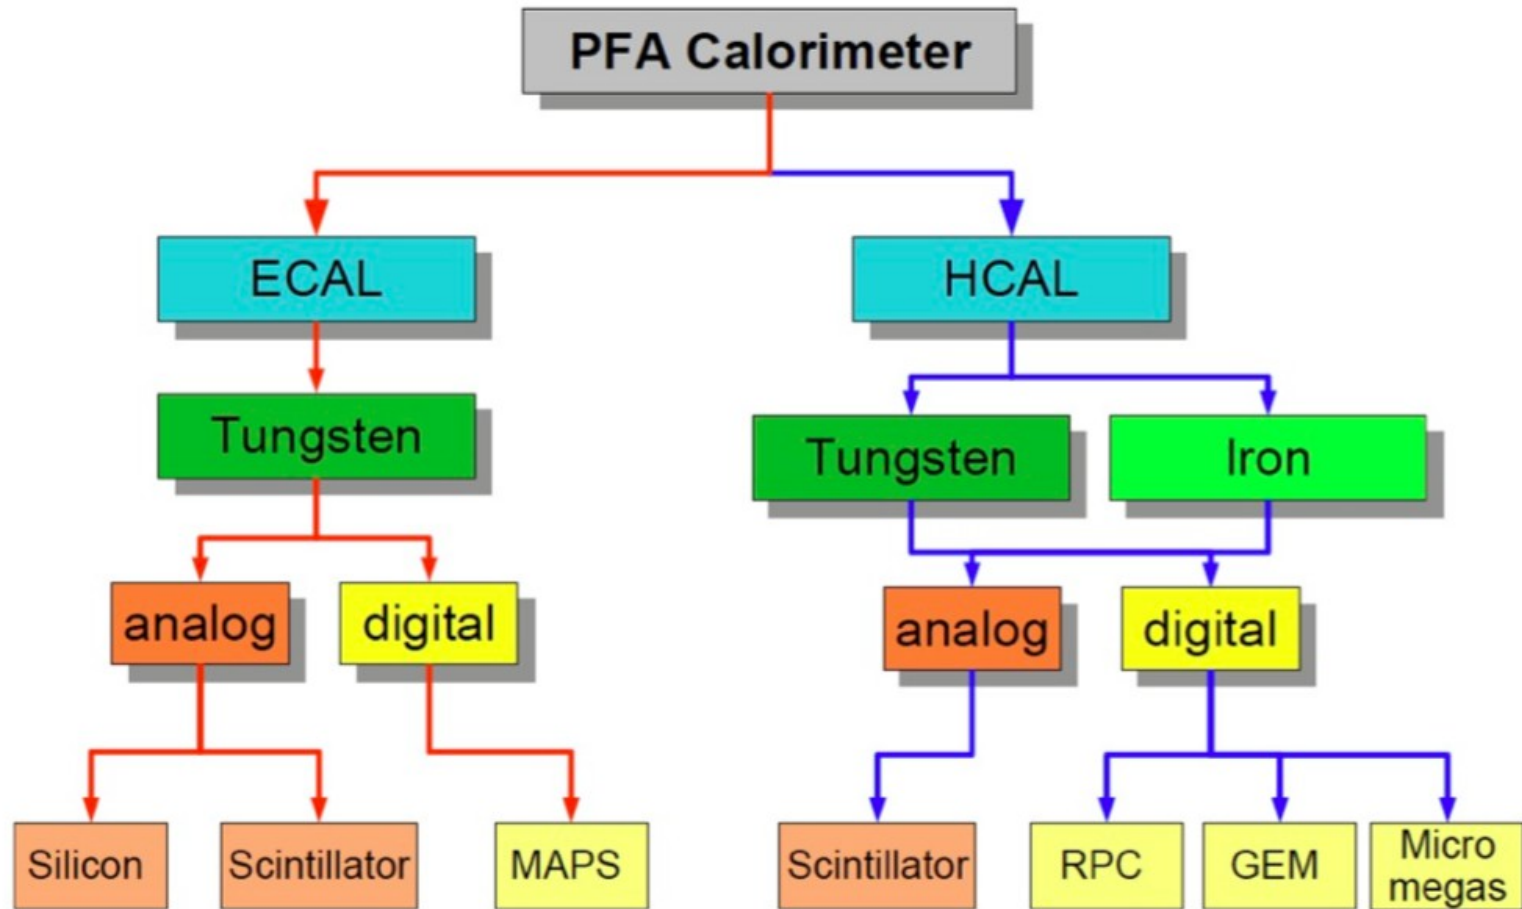 PFA Calorimeter
ECAL
HCAL
Tungsten
Tungsten
Iron
analog
digital
analog
digital
Silicon
Scintillator
MAPS
Scintillator
RPC
GEM
Micro
megas